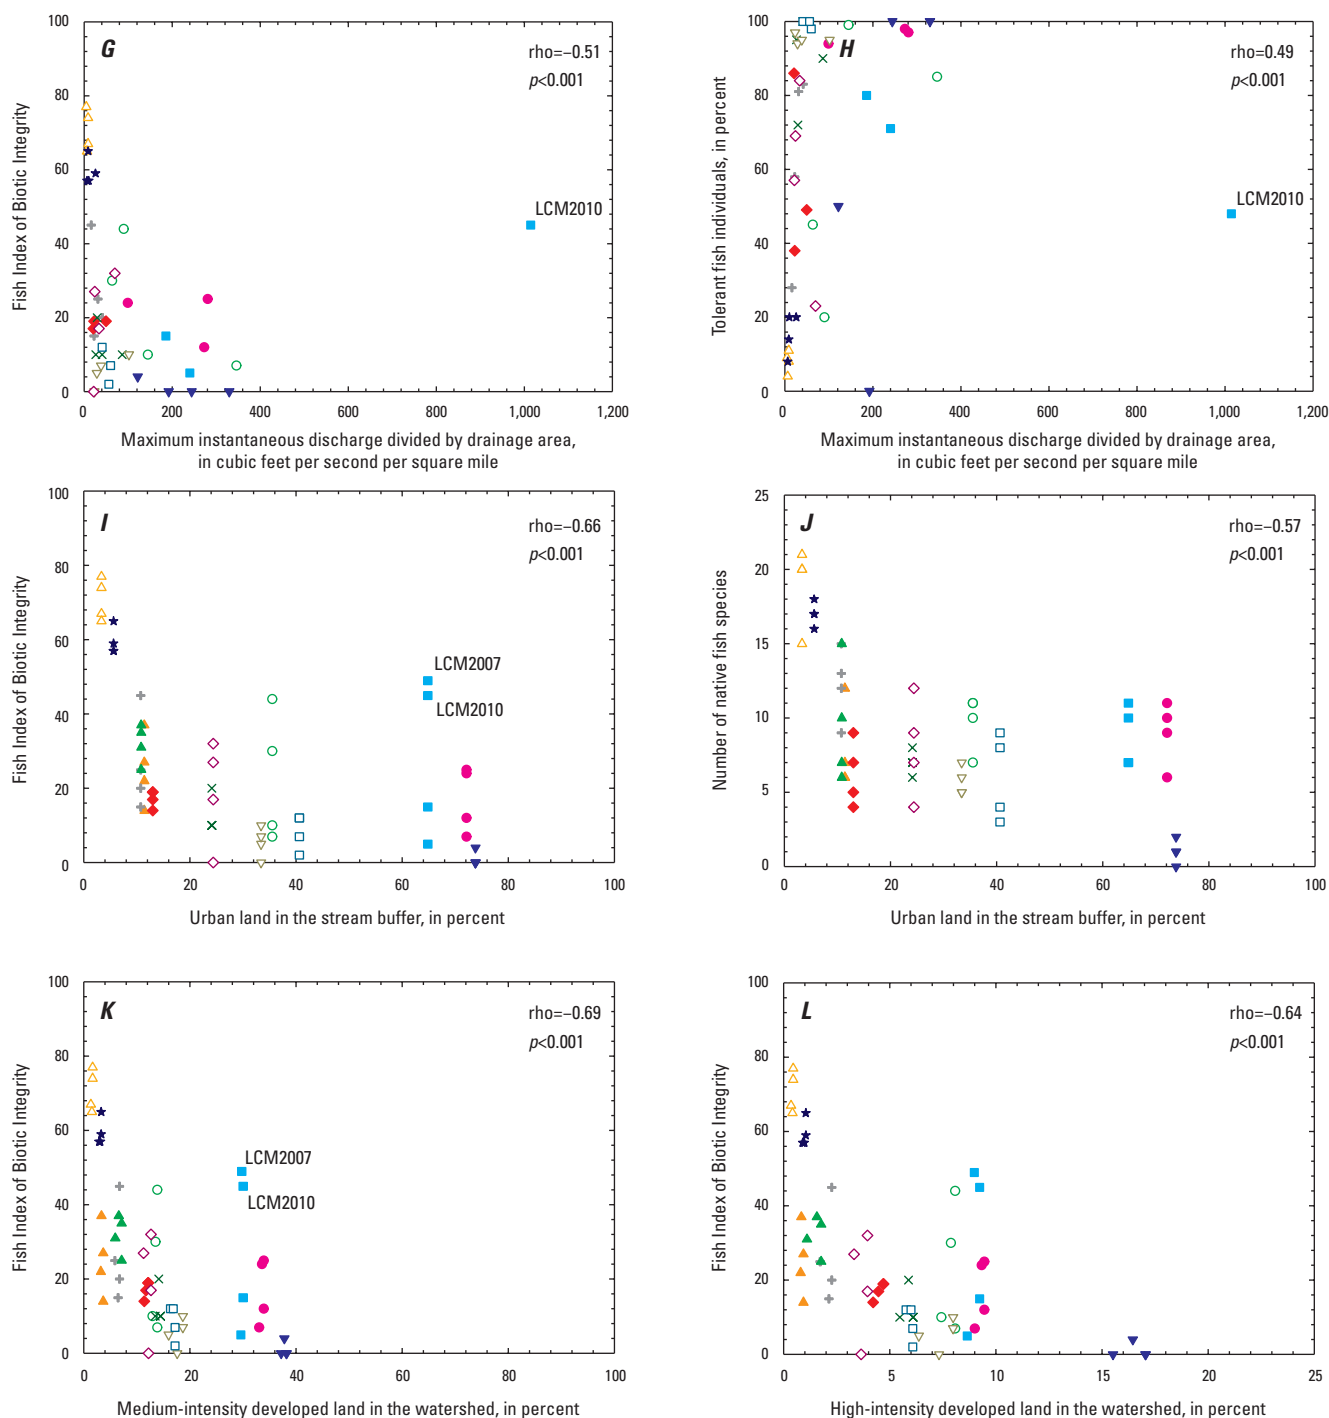 G
rho=−0.51
p<0.001
LCM2010
Fish Index of Biotic Integrity
100
80
60
40
20
0
0 200 400 600 800 1,000 1,200
Maximum instantaneous discharge divided by drainage area,
in cubic feet per second per square mile
H
rho=0.49
p<0.001
LCM2010
Tolerant fish individuals, in percent
100
80
60
40
20
0
0 200 400 600 800 1,000 1,200
Maximum instantaneous discharge divided by drainage area,
in cubic feet per second per square mile
I
rho=−0.66
p<0.001
LCM2007
LCM2010
Fish Index of Biotic Integrity
100
80
60
40
20
0
0 20 40 60 80 100
Urban land in the stream buffer, in percent
J
rho=−0.57
p<0.001
Number of native fish species
25
20
15
10
5
0
0 20 40 60 80 100
Urban land in the stream buffer, in percent
K
rho=−0.69
p<0.001
LCM2007
LCM2010
Fish Index of Biotic Integrity
100
80
60
40
20
0
0 20 40 60 80 100
Medium-intensity developed land in the watershed, in percent
L
rho=−0.64
p<0.001
Fish Index of Biotic Integrity
100
80
60
40
20
0
0 5 10 15 20 25
High-intensity developed land in the watershed, in percent